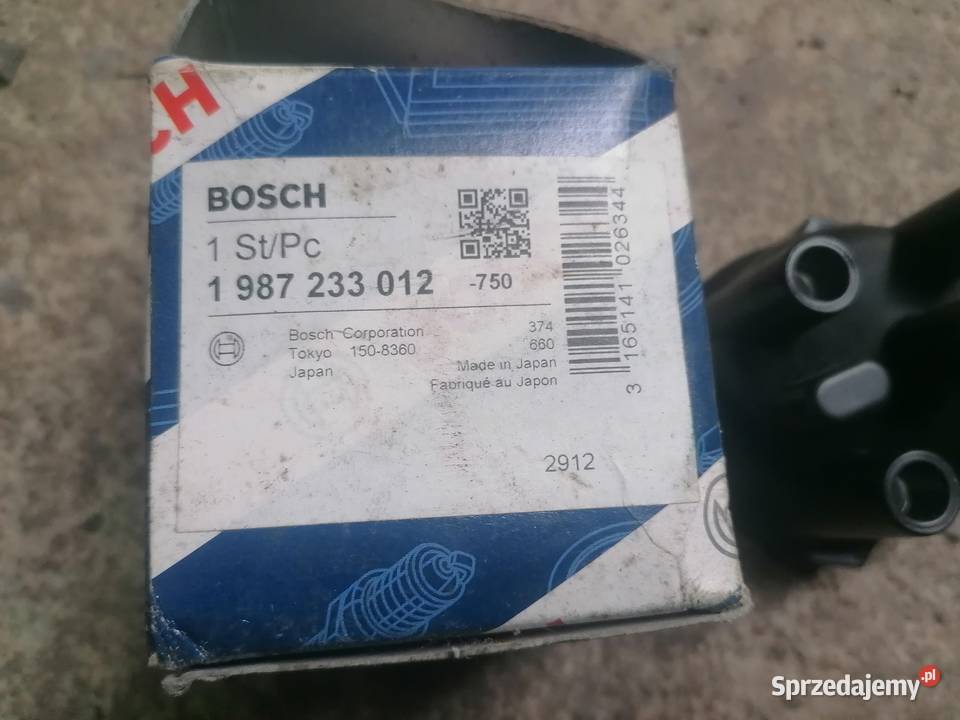 CH
BOSCH
1 St/Pc
1 987 233 012 -750
Bosch Corporation 374
Tokyo 150-8360 660
Japan Made in Japan
Fabriqué au Japon
3 165141 026344
2912
Sprzedajemy.pl